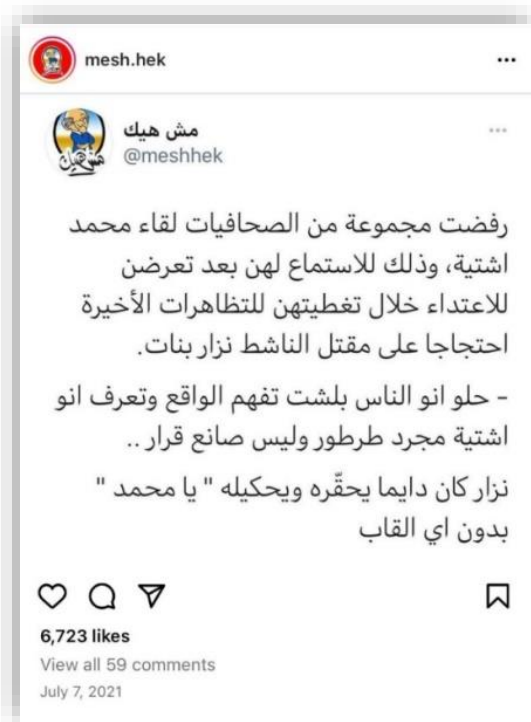 mesh.hek
مش هيك
@meshhek
رفضت مجموعة من الصحافيات لقاء محمد
اشتية، وذلك للاستماع لهن بعد تعرضن
للاعتداء خلال تغطيتهن للتظاهرات الأخيرة
احتجاجا على مقتل الناشط نزار بنات.
- حلو انو الناس بلشت تفهم الواقع وتعرف انو
اشتية مجرد طرطور وليس صانع قرار ..
نزار كان دايما يحقّره ويحكيله " يا محمد "
بدون اي القاب
6,723 likes
View all 59 comments
July 7, 2021